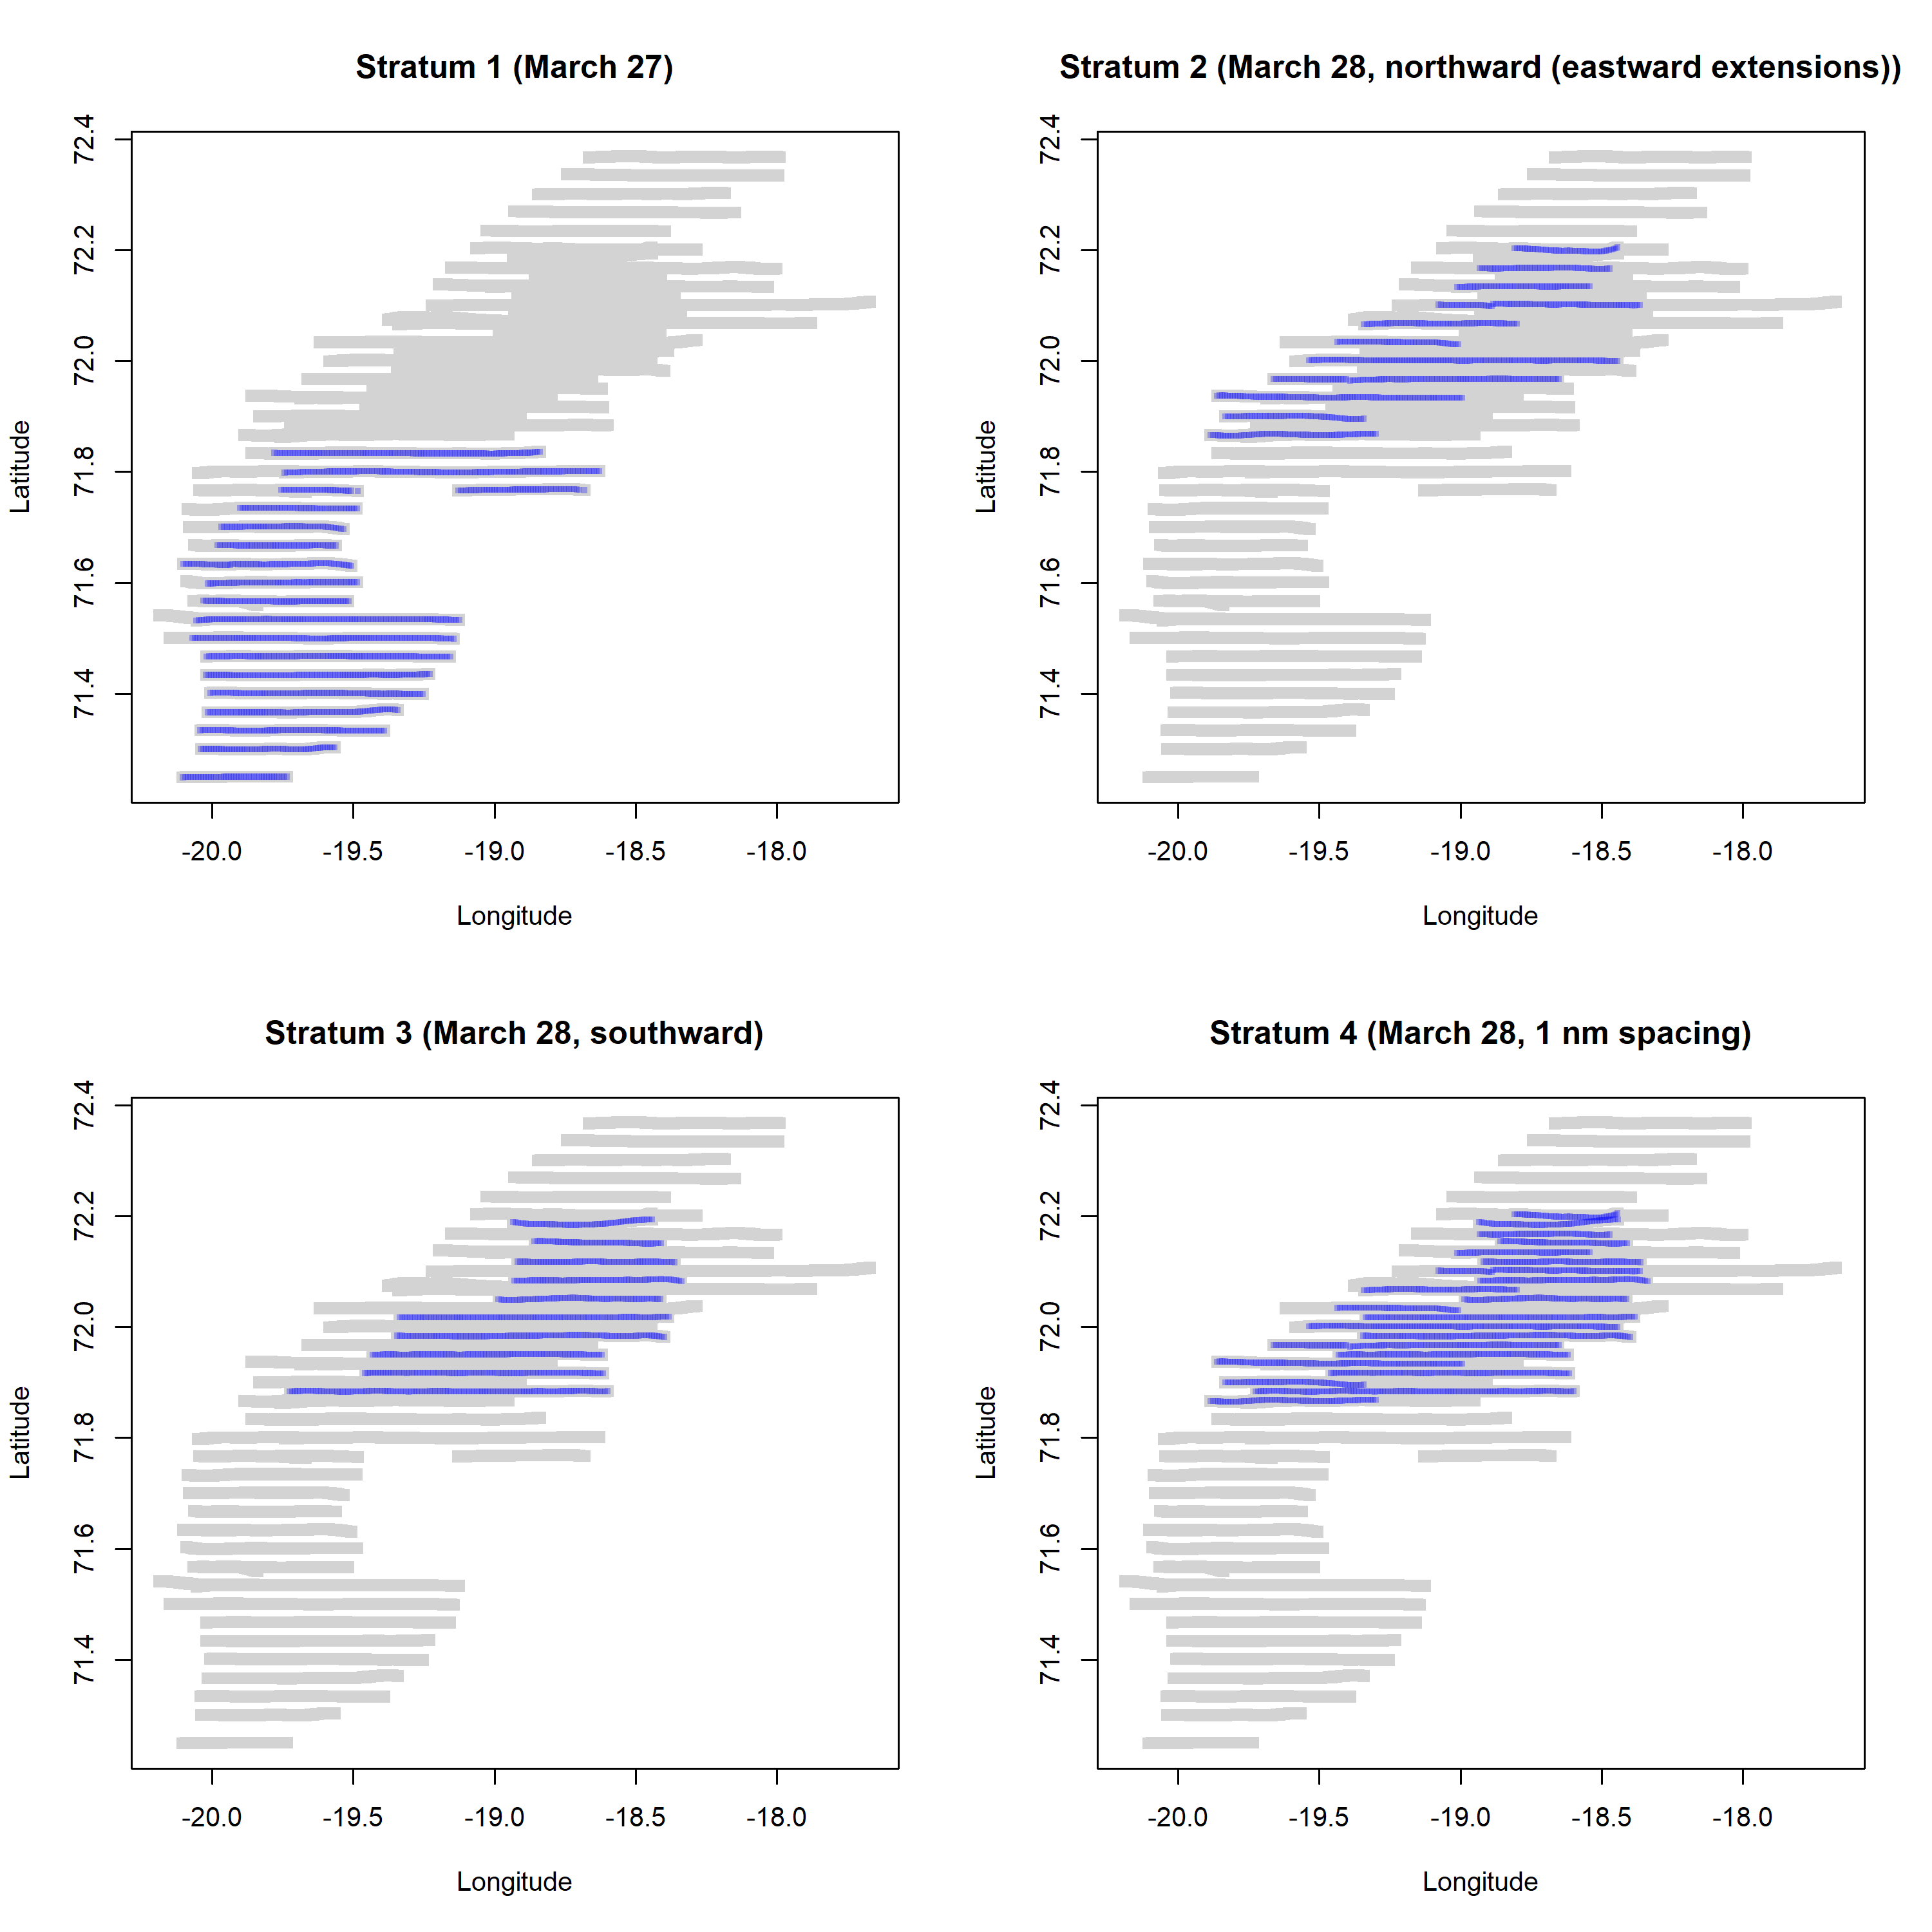 Stratum 1 (March 27)
Latitude
72.4
72.2
72.0
71.8
71.6
71.4
-20.0 -19.5 -19.0 -18.5 -18.0
Longitude
Stratum 2 (March 28, northward (eastward extensions))
Latitude
72.4
72.2
72.0
71.8
71.6
71.4
-20.0 -19.5 -19.0 -18.5 -18.0
Longitude
Stratum 3 (March 28, southward)
Latitude
72.4
72.2
72.0
71.8
71.6
71.4
-20.0 -19.5 -19.0 -18.5 -18.0
Longitude
Stratum 4 (March 28, 1 nm spacing)
Latitude
72.4
72.2
72.0
71.8
71.6
71.4
-20.0 -19.5 -19.0 -18.5 -18.0
Longitude